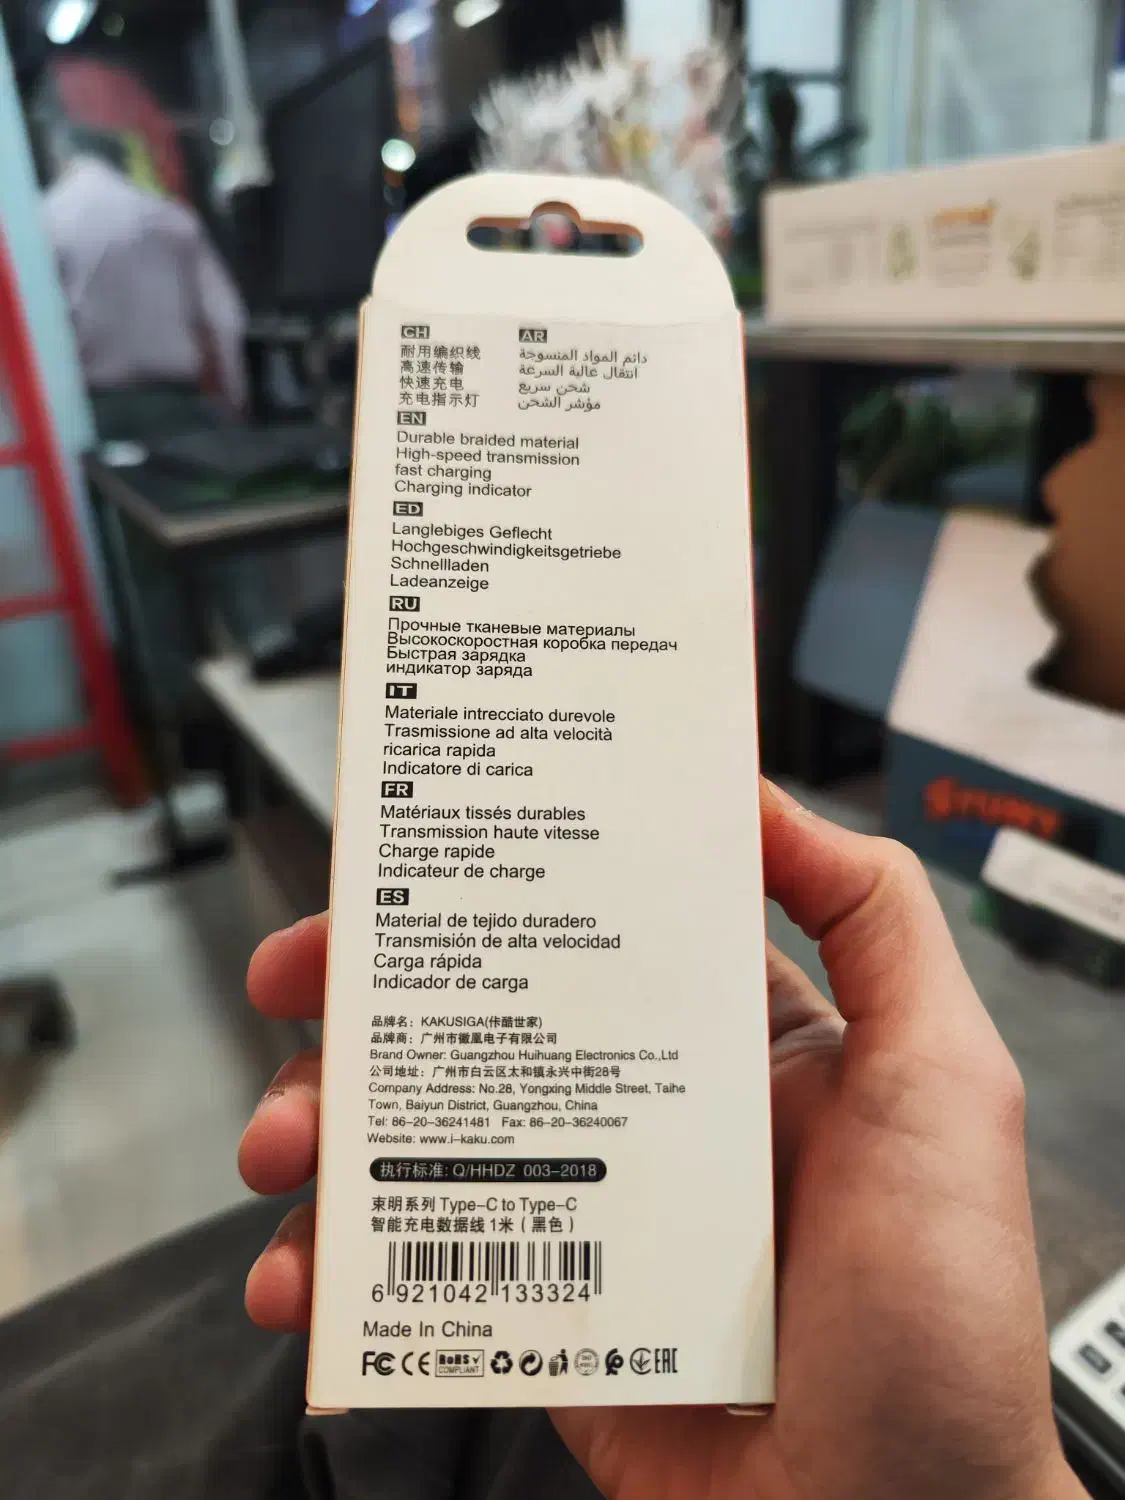 CH
耐用编织线
高速传输
快速充电
充电指示灯
AR
دائم المواد المنسوجة
انتقال عالية السرعة
شحن سريع
مؤشر الشحن
EN
Durable braided material
High-speed transmission
fast charging
Charging indicator
ED
Langlebiges Geflecht
Hochgeschwindigkeitsgetriebe
Schnellladen
Ladeanzeige
RU
Прочные тканевые материалы
Высокоскоростная коробка передач
Быстрая зарядка
индикатор заряда
IT
Materiale intrecciato durevole
Trasmissione ad alta velocità
ricarica rapida
Indicatore di carica
FR
Matériaux tissés durables
Transmission haute vitesse
Charge rapide
Indicateur de charge
ES
Material de tejido duradero
Transmisión de alta velocidad
Carga rápida
Indicador de carga
品牌名：KAKUSIGA(佧酷世家)
品牌商：广州市徽凰电子有限公司
Brand Owner: Guangzhou Huihuang Electronics Co.,Ltd
公司地址：广州市白云区太和镇永兴中街28号
Company Address: No.28, Yongxing Middle Street, Taihe
Town, Baiyun District, Guangzhou, China
Tel: 86-20-36241481 Fax: 86-20-36240067
Website: www.i-kaku.com
执行标准: Q/HHDZ 003-2018
束明系列 Type-C to Type-C
智能充电数据线 1米（黑色）
6 921042 133324
Made In China
FC CE RoHS COMPLIANT EAC